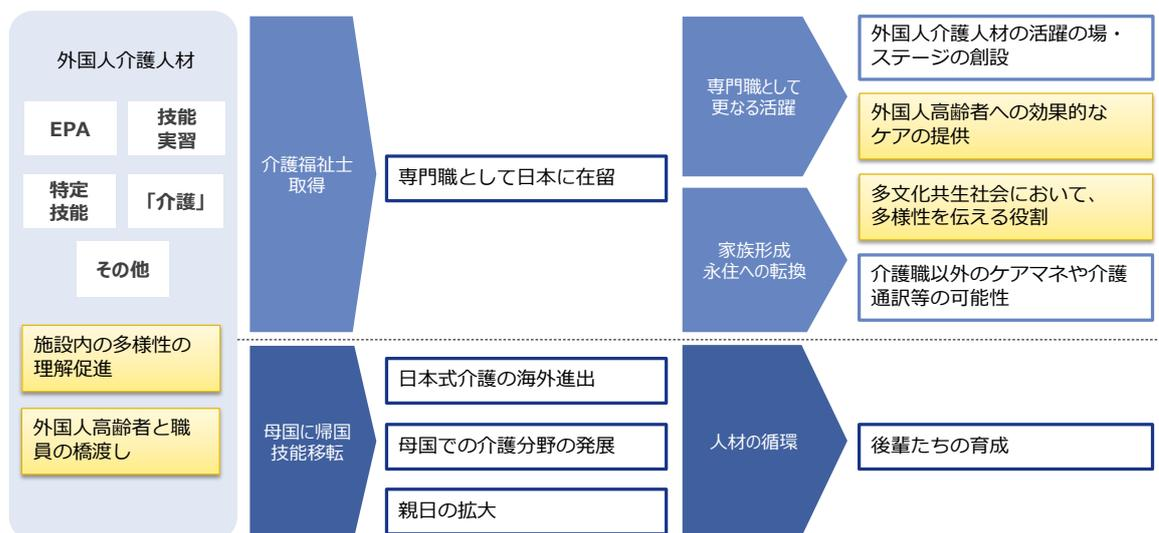 外国人介護人材
EPA
技能
実習
特定
技能
「介護」
その他
施設内の多様性の
理解促進
外国人高齢者と職
員の橋渡し
介護福祉士
取得
専門職として日本に在留
専門職として
更なる活躍
家族形成
永住への転換
外国人介護人材の活躍の場・
ステージの創設
外国人高齢者への効果的な
ケアの提供
多文化共生社会において、
多様性を伝える役割
介護職以外のケアマネや介護
通訳等の可能性
母国に帰国
技能移転
日本式介護の海外進出
母国での介護分野の発展
親日の拡大
人材の循環
後輩たちの育成